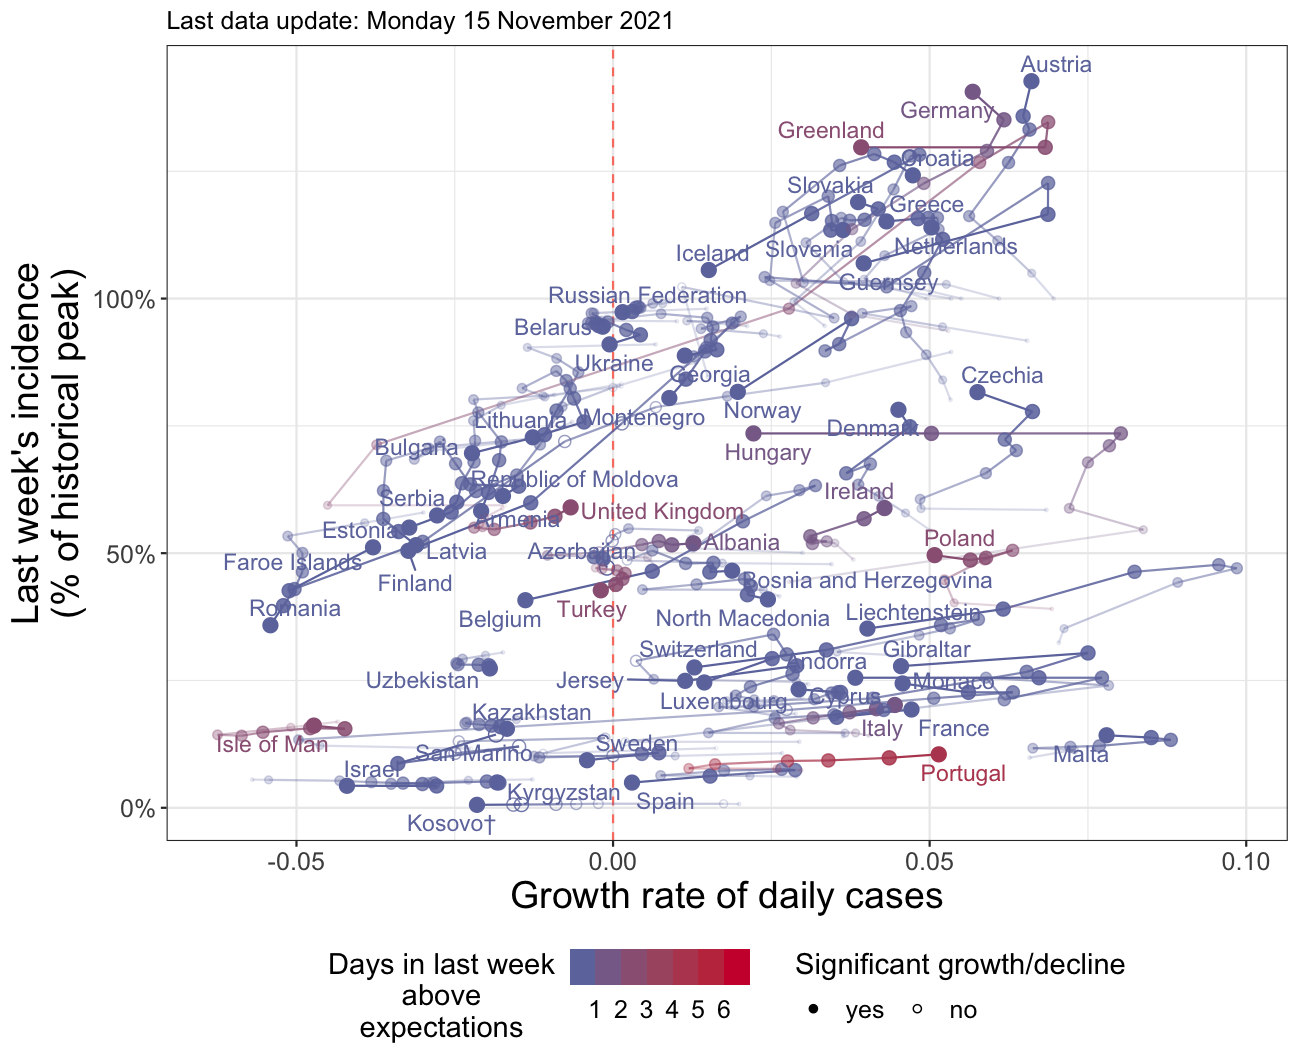 Last data update: Monday 15 November 2021
Last week's incidence
(% of historical peak)
100%
50%
0%
Austria
Germany
Greenland
Croatia
Slovakia
Greece
Iceland
Slovenia
Netherlands
Guernsey
Russian Federation
Belarus
Ukraine
Georgia
Czechia
Norway
Lithuania
Montenegro
Denmark
Bulgaria
Hungary
Republic of Moldova
Serbia
Ireland
United Kingdom
Armenia
Estonia
Poland
Albania
Azerbaijan
Latvia
Faroe Islands
Finland
Bosnia and Herzegovina
Romania
Turkey
Liechtenstein
Belgium
North Macedonia
Switzerland
Gibraltar
Andorra
Uzbekistan
Jersey
Monaco
Luxembourg
Cyprus
Kazakhstan
Italy
France
Isle of Man
Sweden
San Marino
Malta
Israel
Portugal
Kyrgyzstan
Spain
Kosovo†
-0.05
0.00
0.05
0.10
Growth rate of daily cases
Days in last week
above
expectations
1 2 3 4 5 6
Significant growth/decline
yes
no